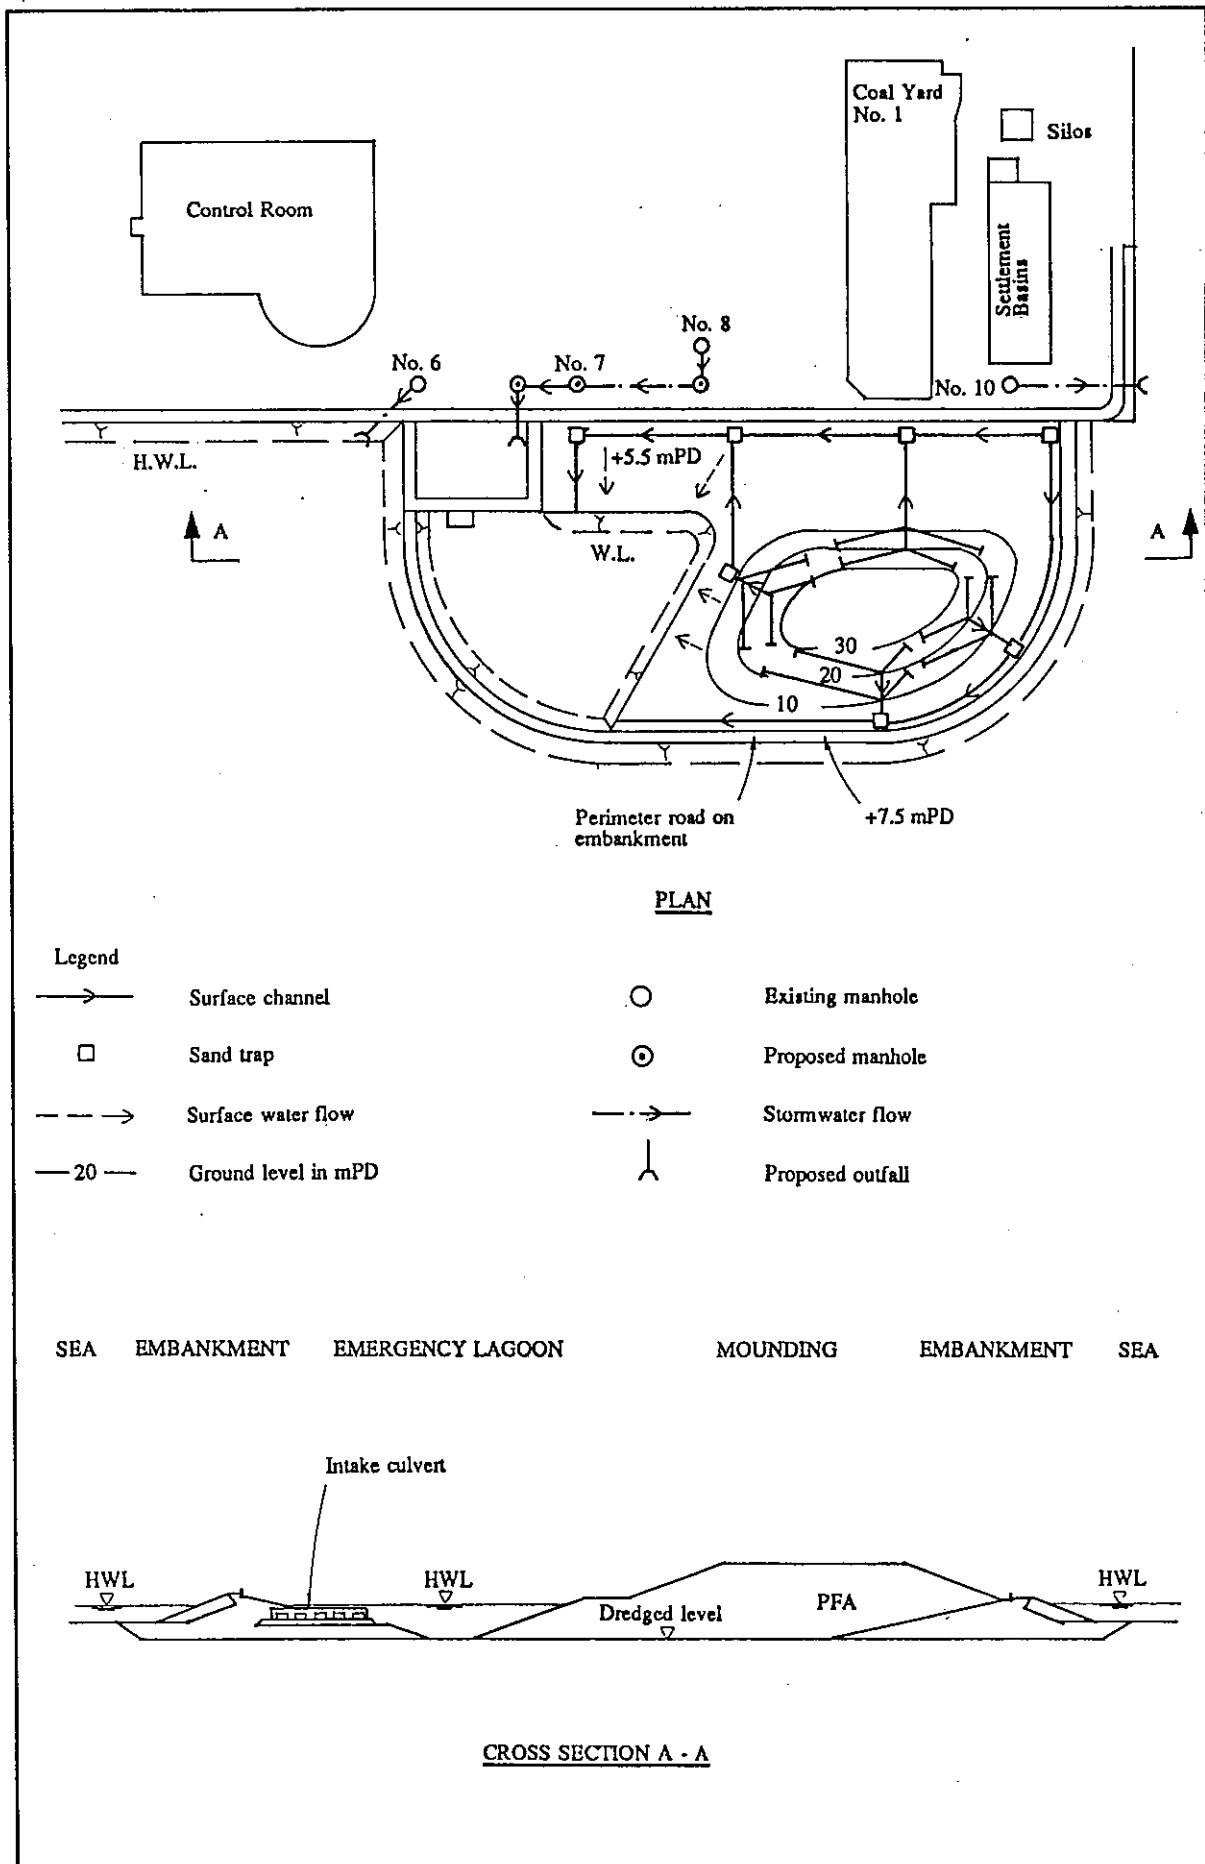 Coal Yard
No. 1
Silos
Control Room
Settlement
Basins
No. 8
No. 6
No. 7
No. 10
H.W.L.
+5.5 mPD
A
A
W.L.
30
20
10
Perimeter road on
embankment
+7.5 mPD
PLAN
Legend
Surface channel
Existing manhole
Sand trap
Proposed manhole
Surface water flow
Stormwater flow
20
Ground level in mPD
Proposed outfall
SEA EMBANKMENT EMERGENCY LAGOON MOUNDING EMBANKMENT SEA
Intake culvert
HWL
HWL
HWL
Dredged level
PFA
CROSS SECTION A - A